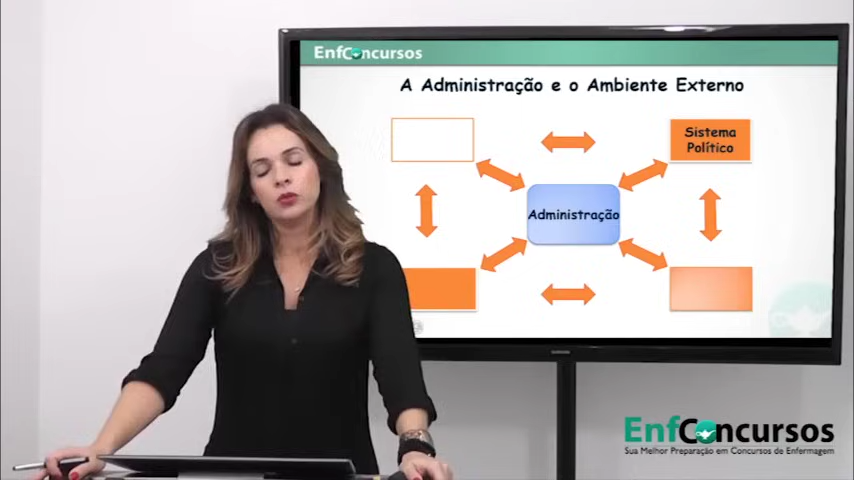 EnfConcursos
A Administração e o Ambiente Externo
Sistema
Político
Administração
EnfConcursos
Sua Melhor Preparação em Concursos de Enfermagem